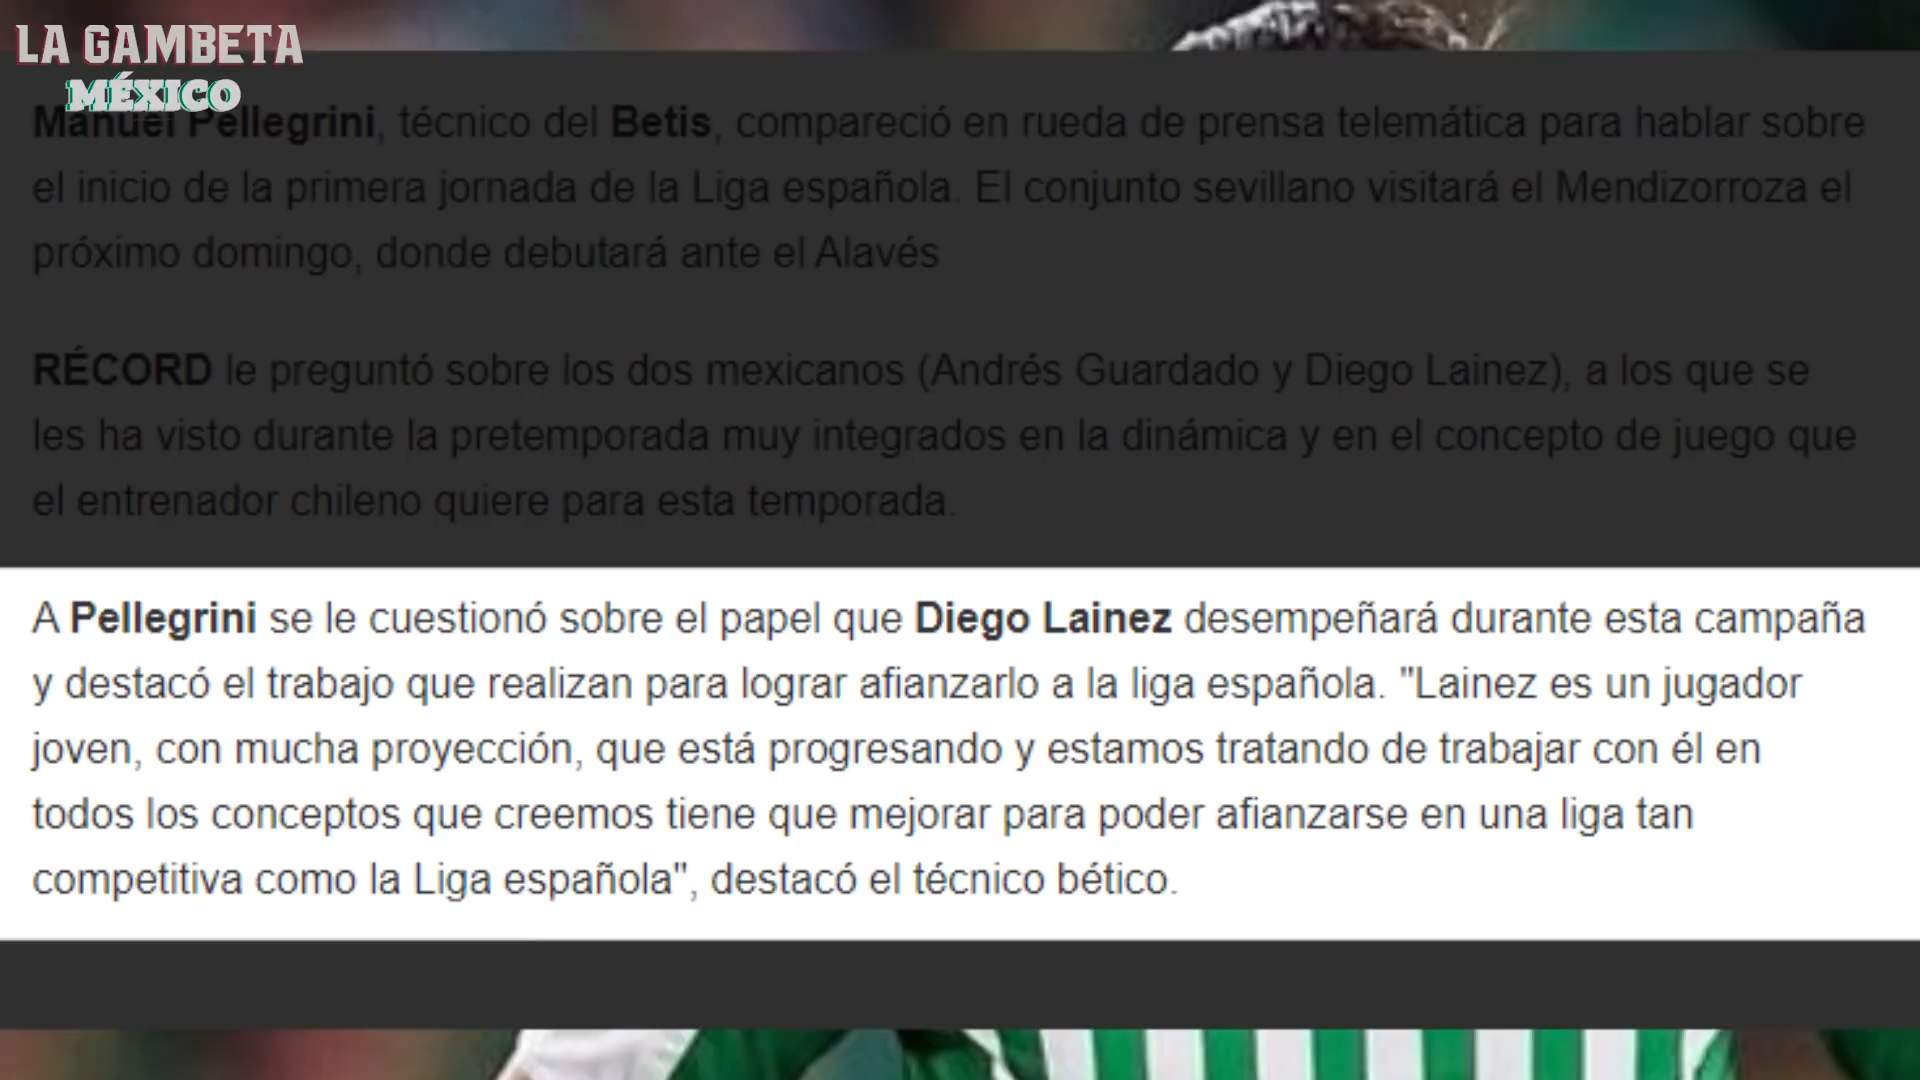 LA GAMBETA
MÉXICO
Manuel Pellegrini, técnico del Betis, compareció en rueda de prensa telemática para hablar sobre
el inicio de la primera jornada de la Liga española. El conjunto sevillano visitará el Mendizorroza el
próximo domingo, donde debutará ante el Alavés
RÉCORD le preguntó sobre los dos mexicanos (Andrés Guardado y Diego Lainez), a los que se
les ha visto durante la pretemporada muy integrados en la dinámica y en el concepto de juego que
el entrenador chileno quiere para esta temporada.
A Pellegrini se le cuestionó sobre el papel que Diego Lainez desempeñará durante esta campaña
y destacó el trabajo que realizan para lograr afianzarlo a la liga española. "Lainez es un jugador
joven, con mucha proyección, que está progresando y estamos tratando de trabajar con él en
todos los conceptos que creemos tiene que mejorar para poder afianzarse en una liga tan
competitiva como la Liga española", destacó el técnico bético.